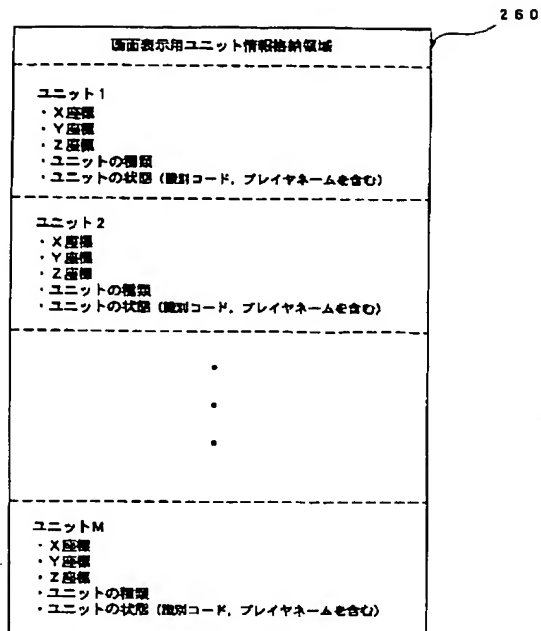 260
画面表示用ユニット情報格納領域
ユニット1
・X座標
・Y座標
・Z座標
・ユニットの種類
・ユニットの状態(識別コード,プレイヤネームを含む)
ユニット2
・X座標
・Y座標
・Z座標
・ユニットの種類
・ユニットの状態(識別コード,プレイヤネームを含む)
ユニットM
・X座標
・Y座標
・Z座標
・ユニットの種類
・ユニットの状態(識別コード,プレイヤネームを含む)